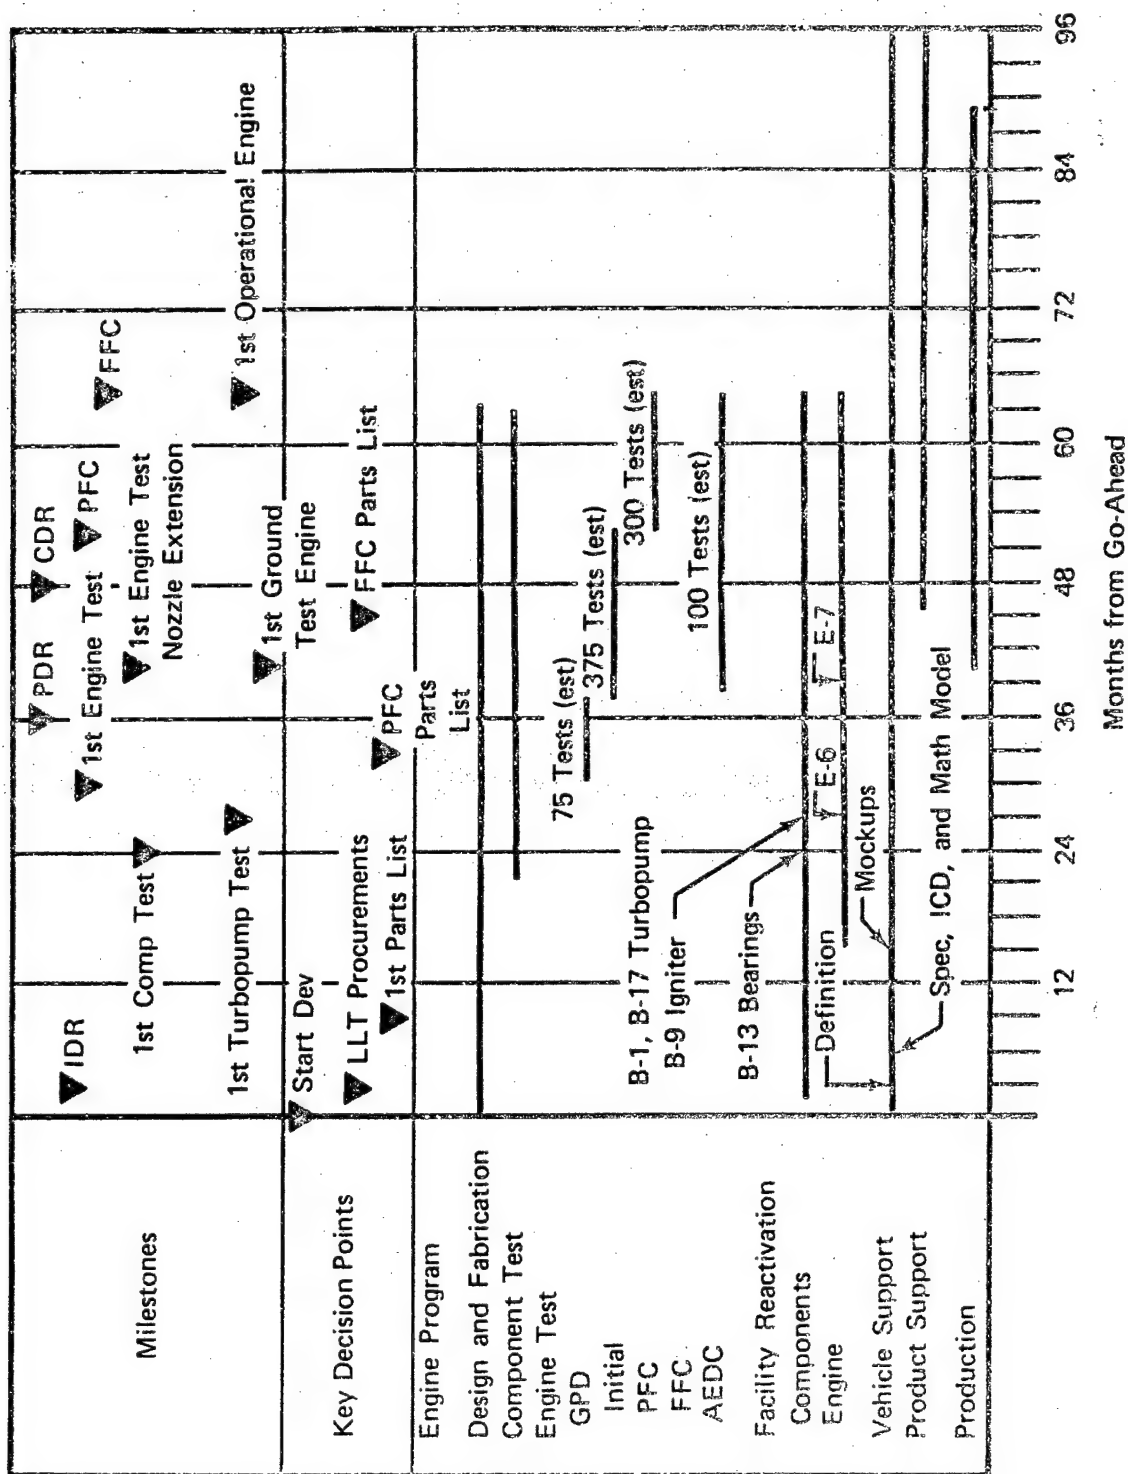 Milestones
IDR
PDR
CDR
1st Engine Test
PFC
FFC
1st Comp Test
1st Engine Test
Nozzle Extension
1st Turbopump Test
1st Ground
Test Engine
1st Operational Engine
Key Decision Points
Start Dev
LLT Procurements
FFC Parts List
1st Parts List
PFC
Parts
List
Engine Program
Design and Fabrication
Component Test
Engine Test
GPD
Initial
75 Tests (est)
PFC
375 Tests (est)
FFC
300 Tests (est)
AEDC
100 Tests (est)
B-1, B-17 Turbopump
B-9 Igniter
B-13 Bearings
Facility Reactivation
Components
Engine
E-6
E-7
Definition
Mockups
Vehicle Support
Product Support
Spec, ICD, and Math Model
Production
12
24
36
48
60
72
84
96
Months from Go-Ahead